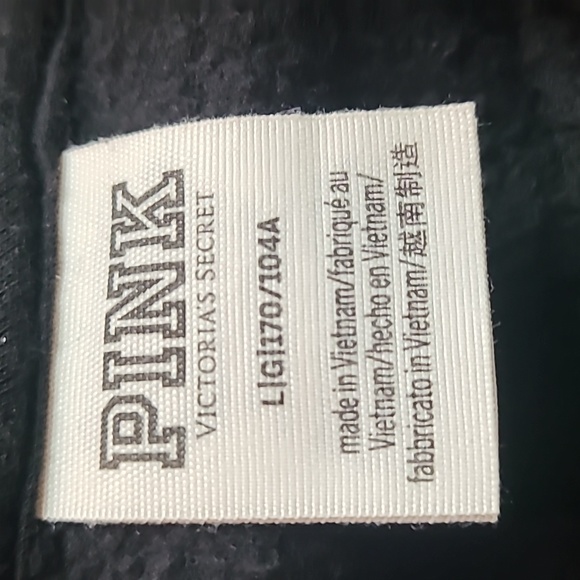 PINK
VICTORIA'S SECRET
L|G|170/104A
made in Vietnam/fabriqué au
Vietnam/hecho en Vietnam/
fabbricato in Vietnam/越南制造